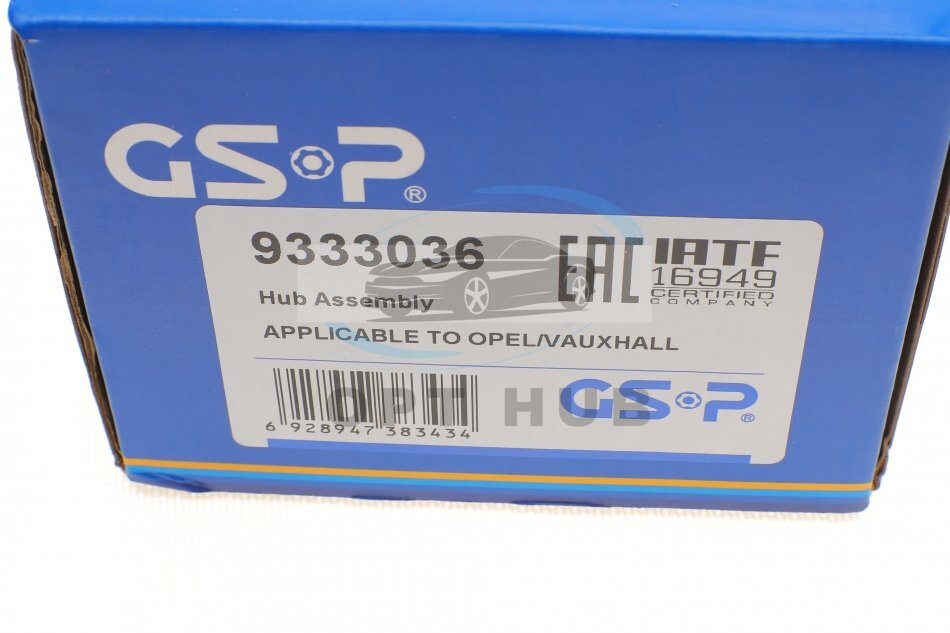 GSP®
9333036
EAC
IATF
16949
CERTIFIED
COMPANY
Hub Assembly
APPLICABLE TO OPEL/VAUXHALL
6 928947 383434
GSP®
OPT HUB